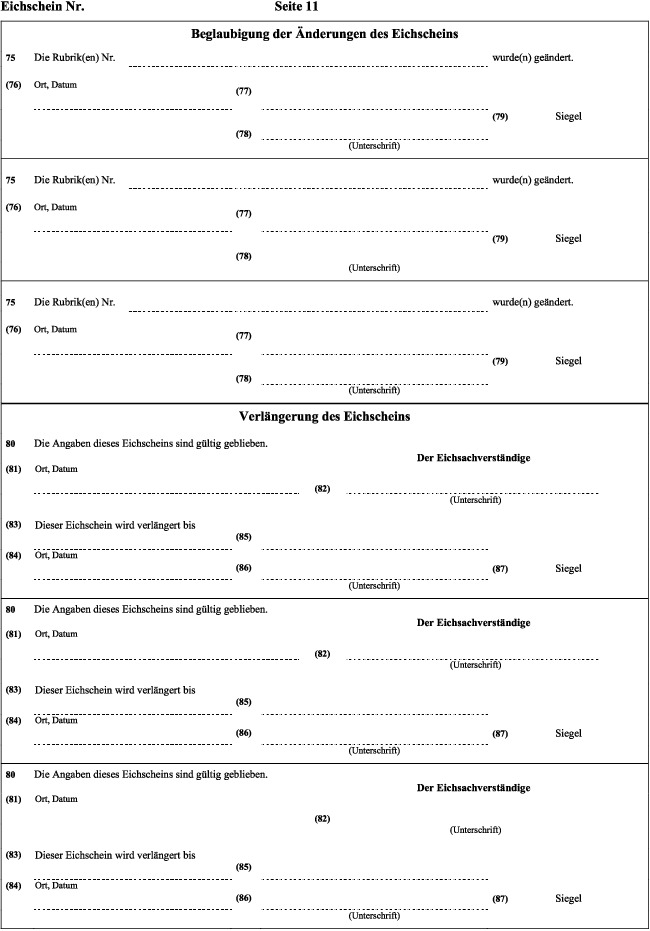 Eichschein Nr. Seite 11
Beglaubigung der Änderungen des Eichscheins
75 Die Rubrik(en) Nr. wurde(n) geändert.
(76) Ort, Datum (77)
(79) Siegel
(78)
(Unterschrift)
75 Die Rubrik(en) Nr. wurde(n) geändert.
(76) Ort, Datum (77)
(79) Siegel
(78)
(Unterschrift)
75 Die Rubrik(en) Nr. wurde(n) geändert.
(76) Ort, Datum (77)
(79) Siegel
(78)
(Unterschrift)
Verlängerung des Eichscheins
80 Die Angaben dieses Eichscheins sind gültig geblieben.
Der Eichsachverständige
(81) Ort, Datum
(82)
(Unterschrift)
(83) Dieser Eichschein wird verlängert bis
(85)
(84) Ort, Datum
(86) (87) Siegel
(Unterschrift)
80 Die Angaben dieses Eichscheins sind gültig geblieben.
Der Eichsachverständige
(81) Ort, Datum
(82)
(Unterschrift)
(83) Dieser Eichschein wird verlängert bis
(85)
(84) Ort, Datum
(86) (87) Siegel
(Unterschrift)
80 Die Angaben dieses Eichscheins sind gültig geblieben.
Der Eichsachverständige
(81) Ort, Datum
(82)
(Unterschrift)
(83) Dieser Eichschein wird verlängert bis
(85)
(84) Ort, Datum
(86) (87) Siegel
(Unterschrift)